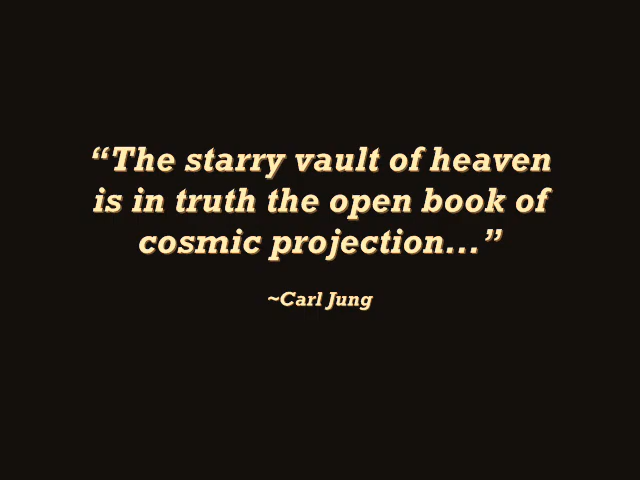 “The starry vault of heaven
is in truth the open book of
cosmic projection...”
~Carl Jung